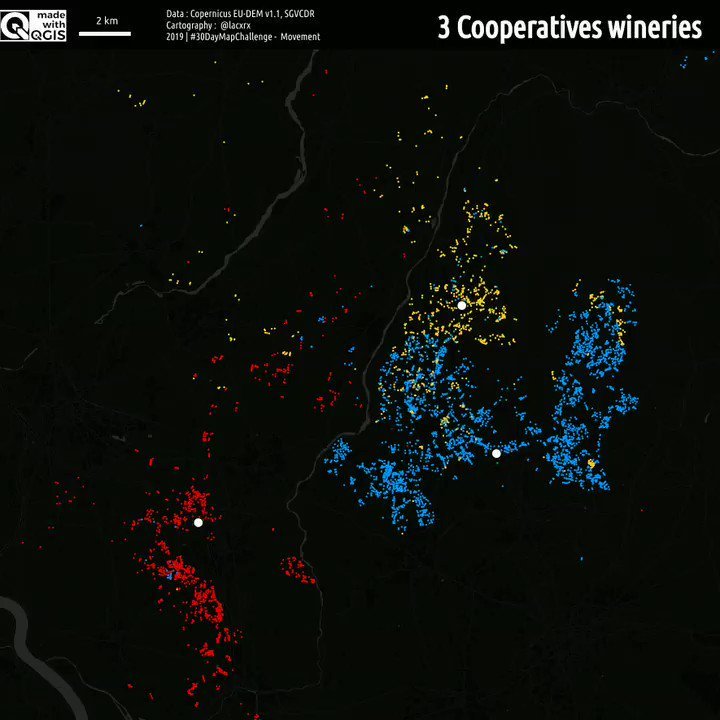 made
with
QGIS
2 km
Data : Copernicus EU-DEM v1.1, SGVCDR
Cartography : @lacxrx
2019 | #30DayMapChallenge - Movement
3 Cooperatives wineries